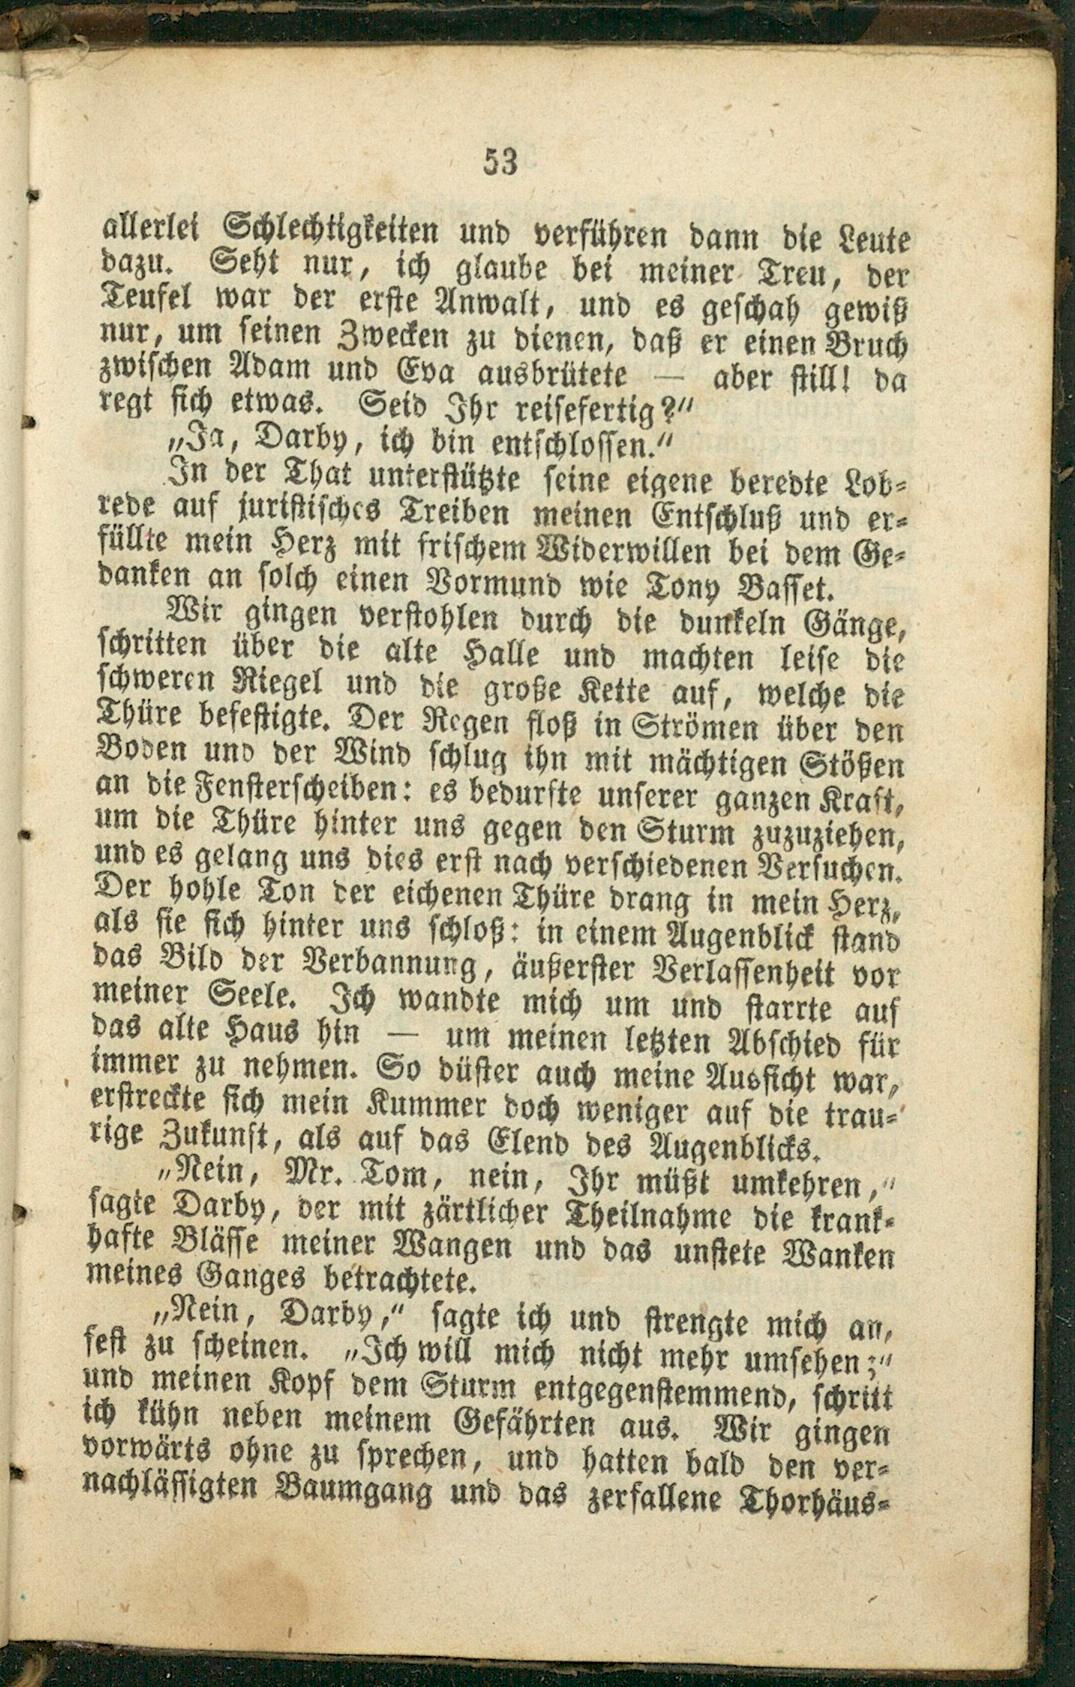 53
allerlei Schlechtigkeiten und verführen dann die Leute
dazu. Seht nur, ich glaube bei meiner Treu, der
Teufel war der erste Anwalt, und es geschah gewiß
nur, um seinen Zwecken zu dienen, daß er einen Bruch
zwischen Adam und Eva ausbrütete — aber still! da
regt sich etwas. Seid Ihr reisefertig?“
„Ja, Darby, ich bin entschlossen.“
In der That unterstützte seine eigene beredte Lob-
rede auf juristisches Treiben meinen Entschluß und er-
füllte mein Herz mit frischem Widerwillen bei dem Ge-
danken an solch einen Vormund wie Tony Basset.
Wir gingen verstohlen durch die dunkeln Gänge,
schritten über die alte Halle und machten leise die
schweren Riegel und die große Kette auf, welche die
Thüre befestigte. Der Regen floß in Strömen über den
Boden und der Wind schlug ihn mit mächtigen Stößen
an die Fensterscheiben: es bedurfte unserer ganzen Kraft,
um die Thüre hinter uns gegen den Sturm zuzuziehen,
und es gelang uns dies erst nach verschiedenen Versuchen.
Der hohle Ton der eichenen Thüre drang in mein Herz,
als sie sich hinter uns schloß: in einem Augenblick stand
das Bild der Verbannung, äußerster Verlassenheit vor
meiner Seele. Ich wandte mich um und starrte auf
das alte Haus hin — um meinen letzten Abschied für
immer zu nehmen. So düster auch meine Aussicht war,
erstreckte sich mein Kummer doch weniger auf die trau-
rige Zukunft, als auf das Elend des Augenblicks.
„Nein, Mr. Tom, nein, Ihr müßt umkehren,“
sagte Darby, der mit zärtlicher Theilnahme die krank-
hafte Blässe meiner Wangen und das unstete Wanken
meines Ganges betrachtete.
„Nein, Darby,“ sagte ich und strengte mich an,
fest zu scheinen. „Ich will mich nicht mehr umsehen;“
und meinen Kopf dem Sturm entgegenstemmend, schritt
ich kühn neben meinem Gefährten aus. Wir gingen
vorwärts ohne zu sprechen, und hatten bald den ver-
nachlässigten Baumgang und das zerfallene Thorhäus-